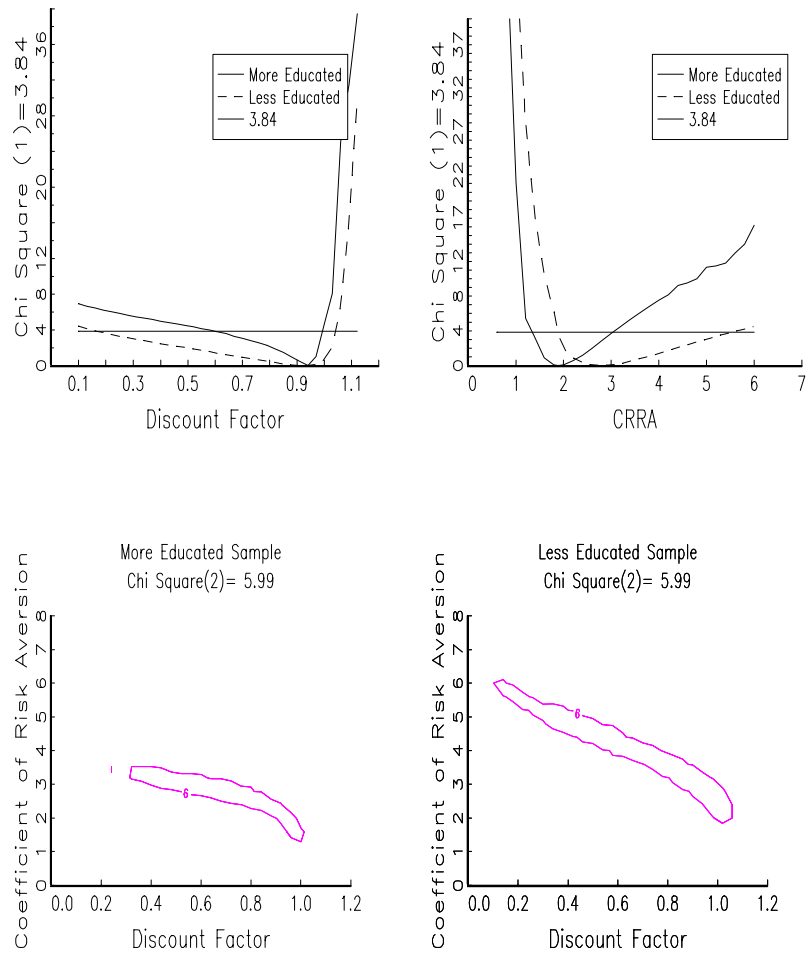 Chi Square (1)=3.84
0 4 8 12 20 28 36
More Educated
Less Educated
3.84
0.1 0.3 0.5 0.7 0.9 1.1
Discount Factor
Chi Square (1)=3.84
0 4 7 12 17 22 27 32 37
More Educated
Less Educated
3.84
0 1 2 3 4 5 6 7
CRRA
More Educated Sample
Chi Square(2)= 5.99
Coefficient of Risk Aversion
0 1 2 3 4 5 6 7 8
6
0.0 0.2 0.4 0.6 0.8 1.0 1.2
Discount Factor
Less Educated Sample
Chi Square(2)= 5.99
Coefficient of Risk Aversion
0 1 2 3 4 5 6 7 8
6
0.0 0.2 0.4 0.6 0.8 1.0 1.2
Discount Factor